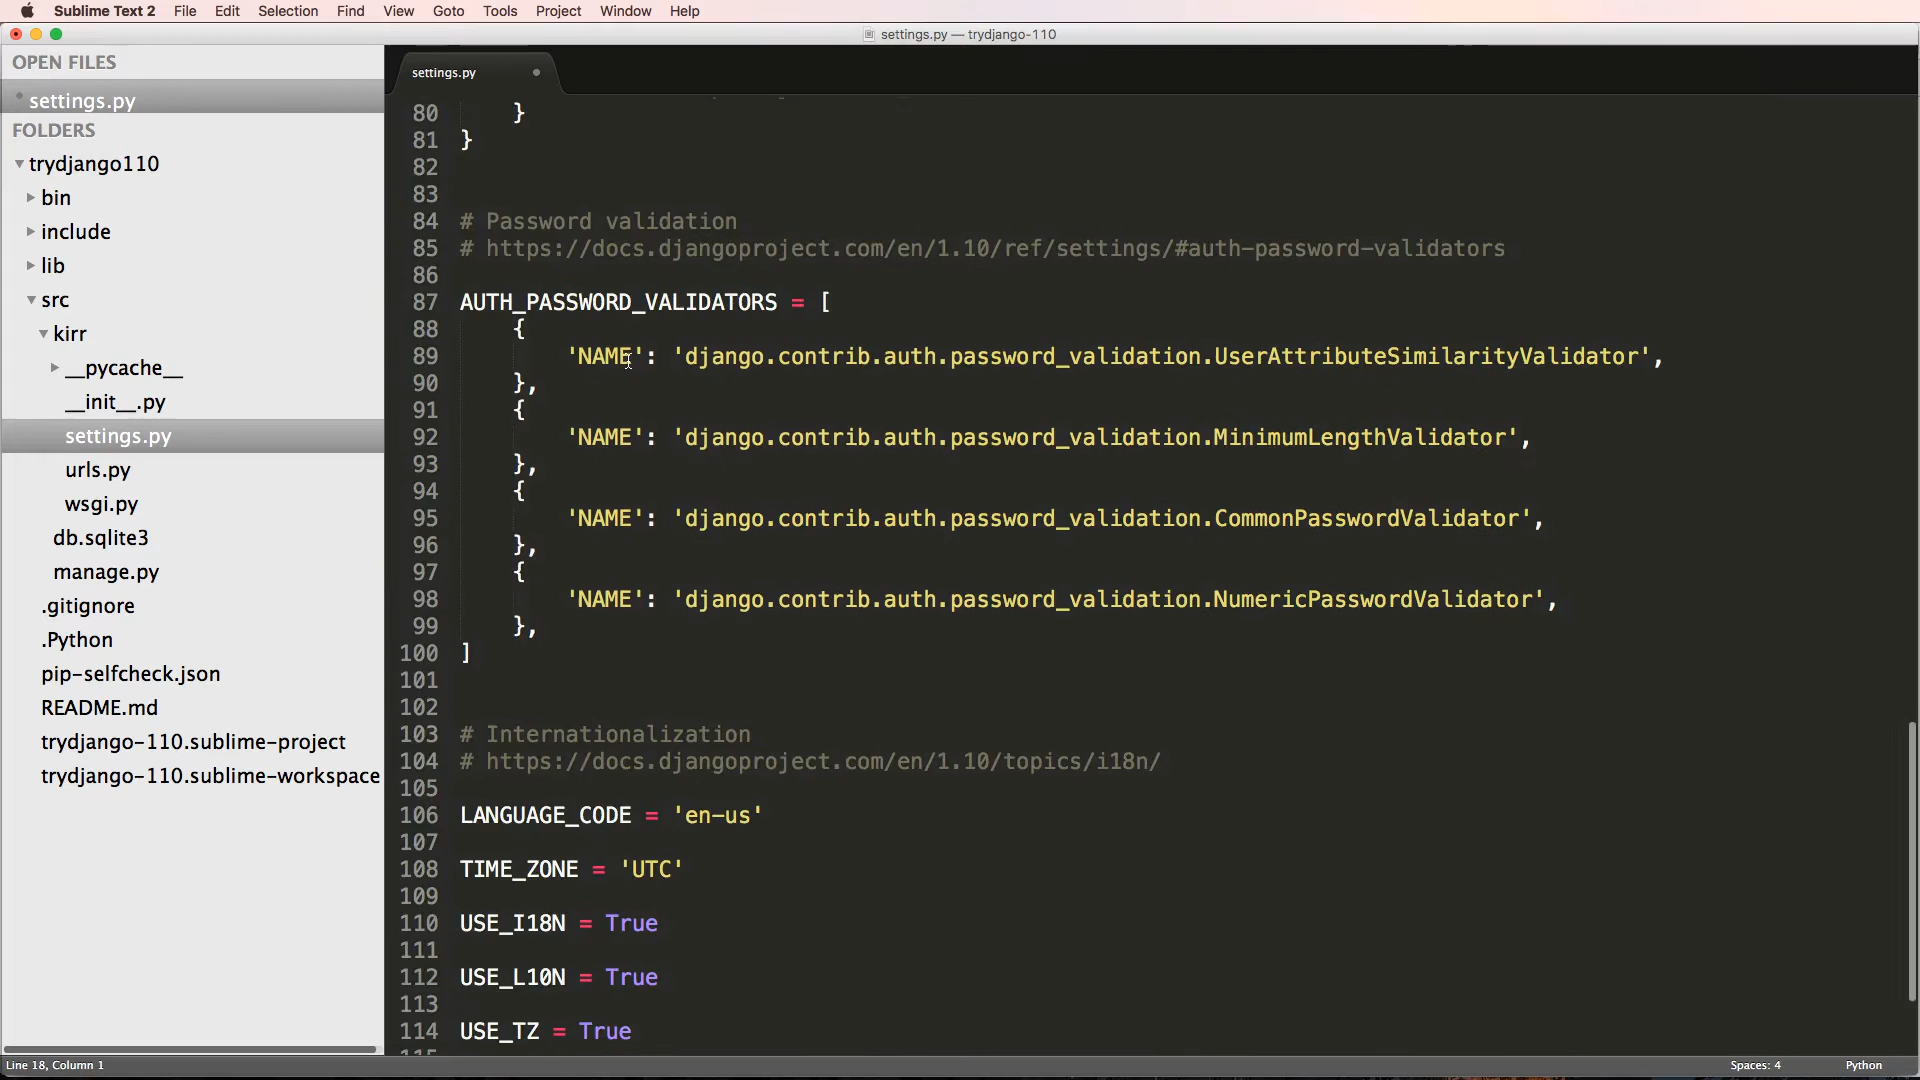 Sublime Text 2 File Edit Selection Find View Goto Tools Project Window Help
settings.py — trydjango-110
OPEN FILES
settings.py
FOLDERS
trydjango110
bin
include
lib
src
kirr
__pycache__
__init__.py
settings.py
urls.py
wsgi.py
db.sqlite3
manage.py
.gitignore
.Python
pip-selfcheck.json
README.md
trydjango-110.sublime-project
trydjango-110.sublime-workspace
settings.py
80 }
81 }
82
83
84 # Password validation
85 # https://docs.djangoproject.com/en/1.10/ref/settings/#auth-password-validators
86
87 AUTH_PASSWORD_VALIDATORS = [
88 {
89 'NAME': 'django.contrib.auth.password_validation.UserAttributeSimilarityValidator',
90 },
91 {
92 'NAME': 'django.contrib.auth.password_validation.MinimumLengthValidator',
93 },
94 {
95 'NAME': 'django.contrib.auth.password_validation.CommonPasswordValidator',
96 },
97 {
98 'NAME': 'django.contrib.auth.password_validation.NumericPasswordValidator',
99 },
100 ]
101
102
103 # Internationalization
104 # https://docs.djangoproject.com/en/1.10/topics/i18n/
105
106 LANGUAGE_CODE = 'en-us'
107
108 TIME_ZONE = 'UTC'
109
110 USE_I18N = True
111
112 USE_L10N = True
113
114 USE_TZ = True
Line 18, Column 1
Spaces: 4 Python